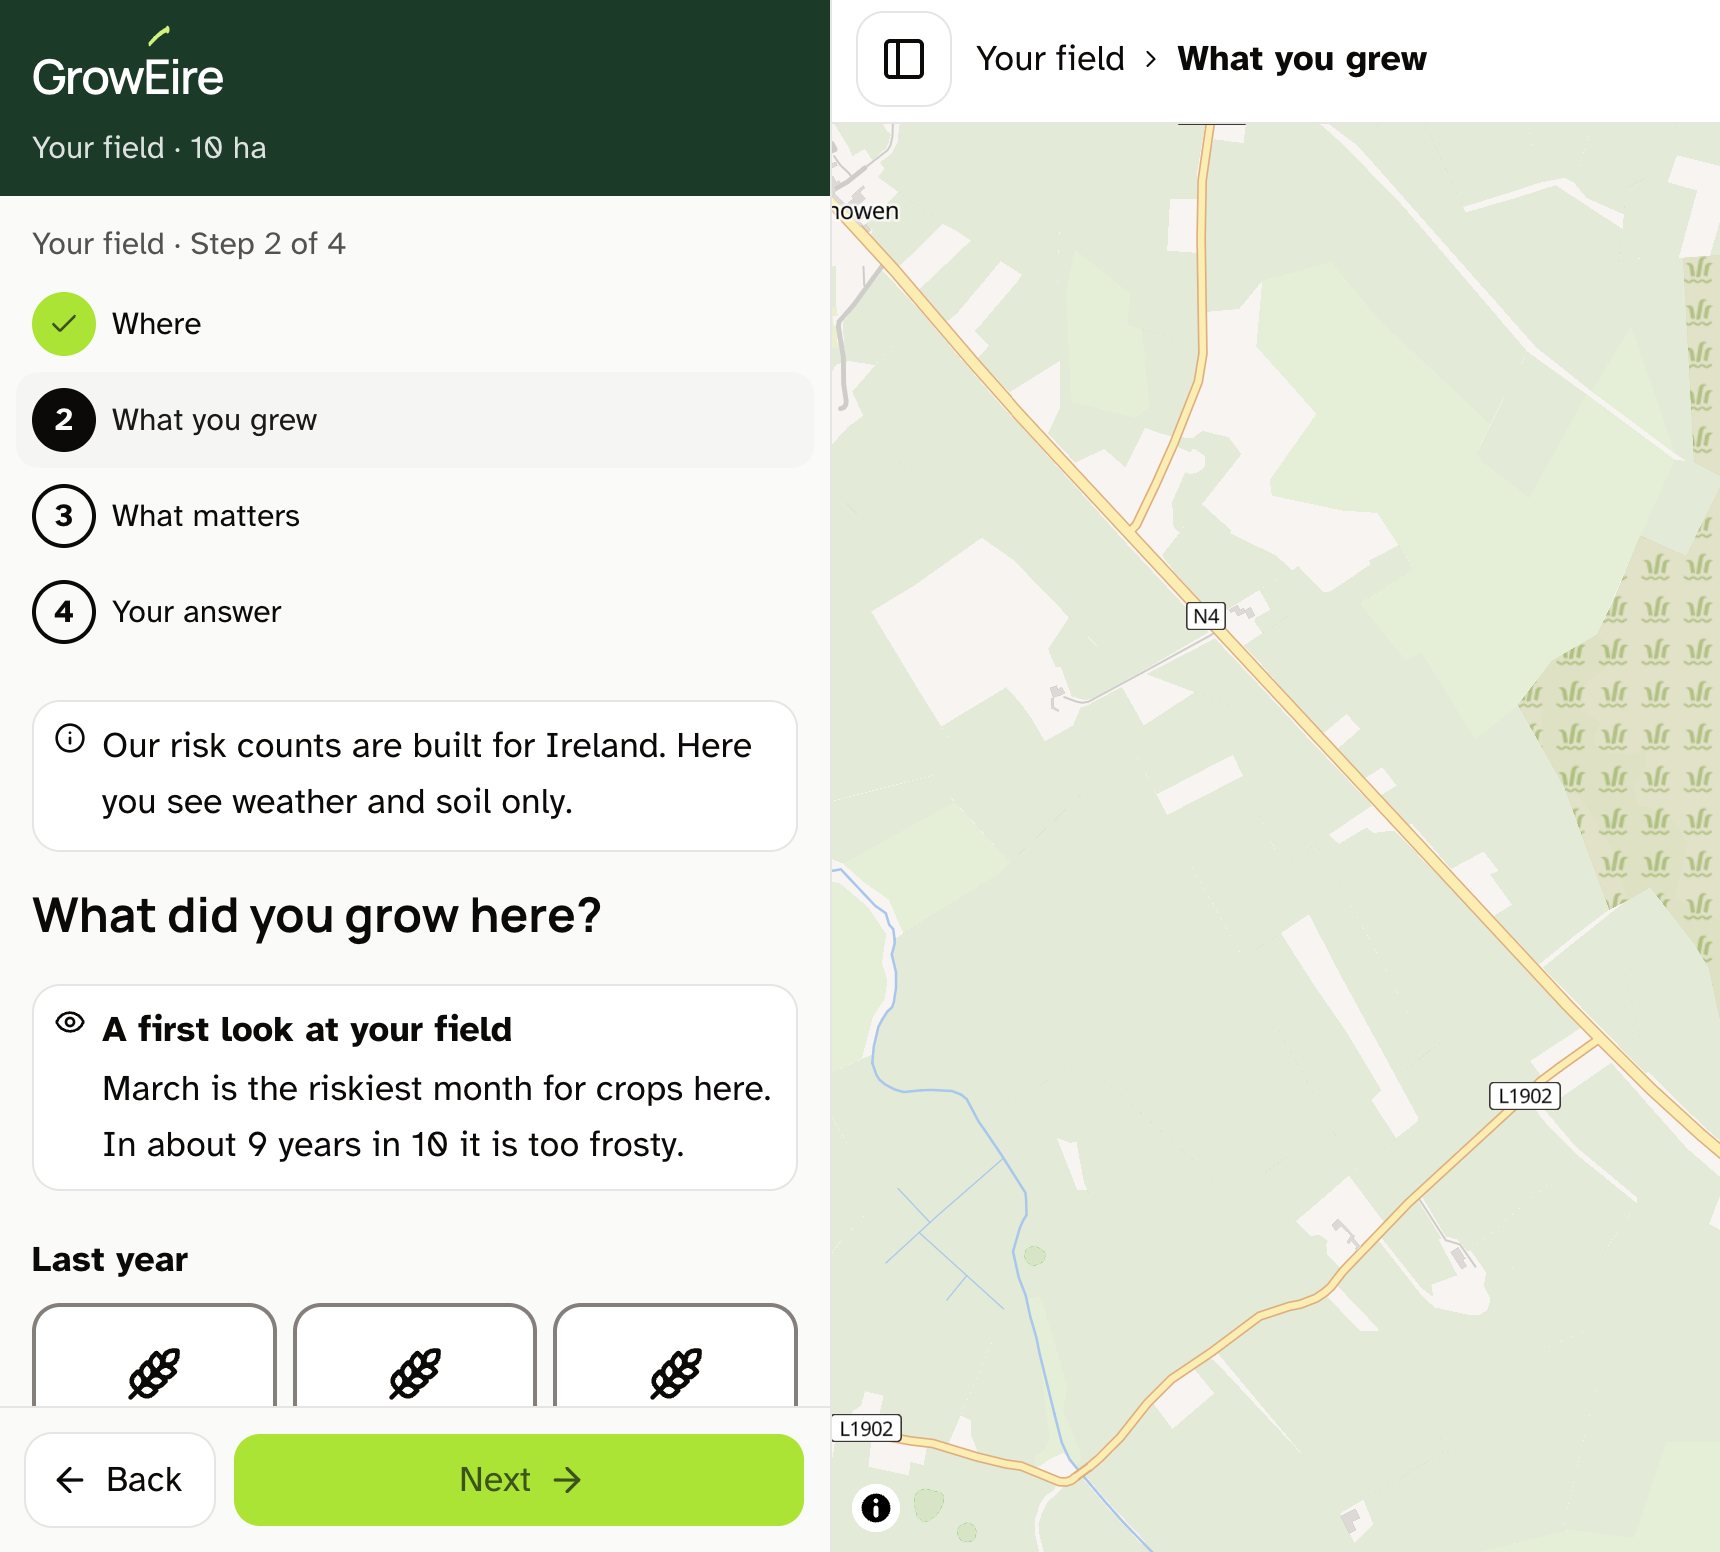 GrowEire
Your field · 10 ha
Your field · Step 2 of 4
Where
2 What you grew
3 What matters
4 Your answer
Our risk counts are built for Ireland. Here
you see weather and soil only.
What did you grow here?
A first look at your field
March is the riskiest month for crops here.
In about 9 years in 10 it is too frosty.
Last year
Back
Next
Your field > What you grew
nowen
N4
L1902
L1902